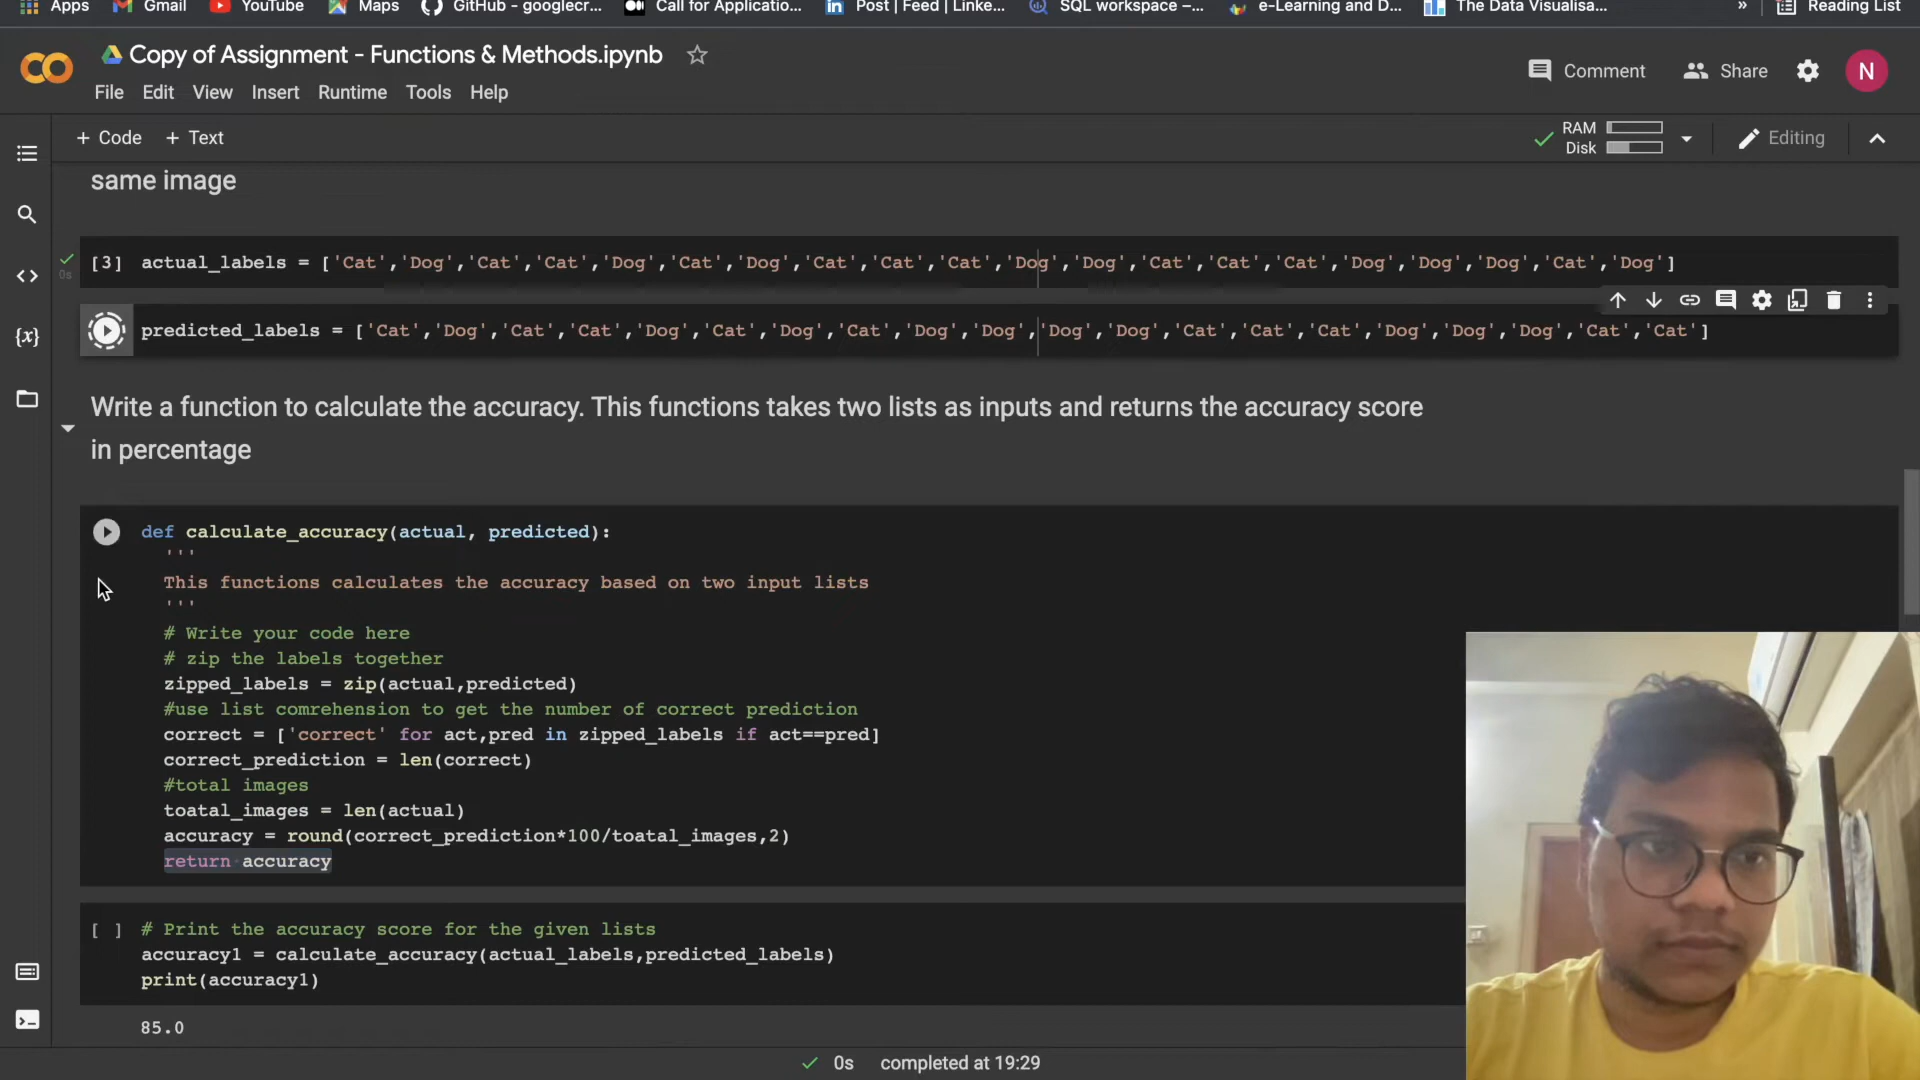 Apps Gmail YouTube Maps GitHub - googlecr... Call for Applicatio... Post | Feed | Linke... SQL workspace –... e-Learning and D... The Data Visualisa... » Reading List
Copy of Assignment - Functions & Methods.ipynb
Comment Share N
File Edit View Insert Runtime Tools Help
+ Code + Text
RAM
Disk
Editing
same image
[3] actual_labels = ['Cat','Dog','Cat','Cat','Dog','Cat','Dog','Cat','Cat','Cat','Dog','Dog','Cat','Cat','Cat','Dog','Dog','Dog','Cat','Dog']
0s
predicted_labels = ['Cat','Dog','Cat','Cat','Dog','Cat','Dog','Cat','Dog','Dog','Dog','Dog','Cat','Cat','Cat','Dog','Dog','Dog','Cat','Cat']
Write a function to calculate the accuracy. This functions takes two lists as inputs and returns the accuracy score
in percentage
def calculate_accuracy(actual, predicted):
'''
This functions calculates the accuracy based on two input lists
'''
# Write your code here
# zip the labels together
zipped_labels = zip(actual,predicted)
#use list comrehension to get the number of correct prediction
correct = ['correct' for act,pred in zipped_labels if act==pred]
correct_prediction = len(correct)
#total images
toatal_images = len(actual)
accuracy = round(correct_prediction*100/toatal_images,2)
return accuracy
[ ] # Print the accuracy score for the given lists
accuracy1 = calculate_accuracy(actual_labels,predicted_labels)
print(accuracy1)
85.0
0s completed at 19:29